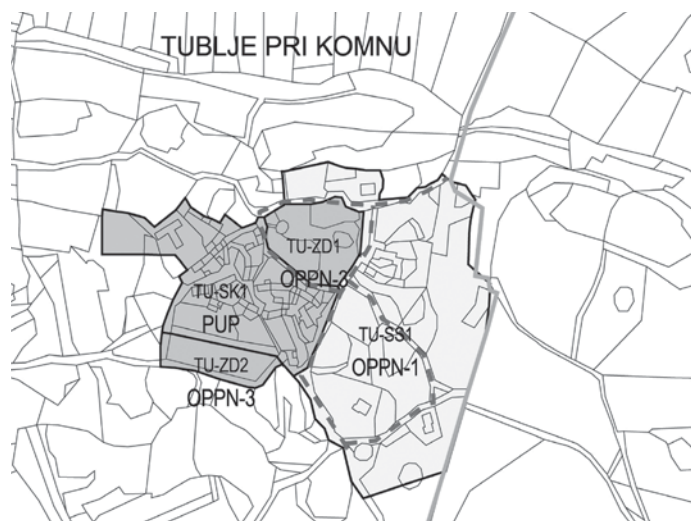 TUBLJE PRI KOMNU
TU-ZD1
OPPN-3
TU-SK1
PUP
TU-SS1
OPPN-1
TU-ZD2
OPPN-3